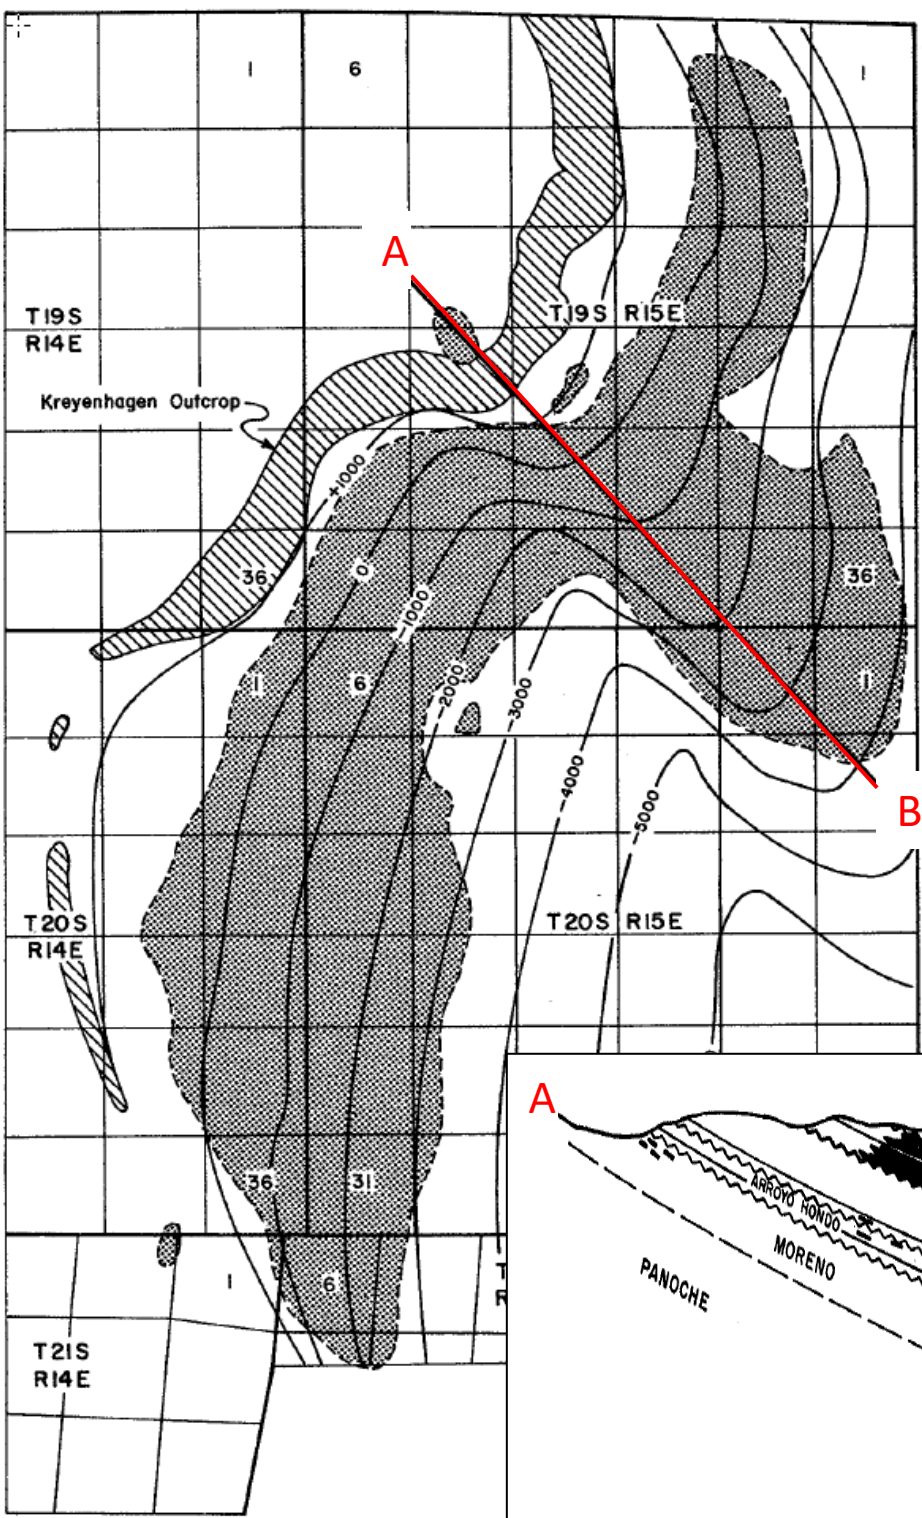 1
6
1
A
T19S
R14E
T19S R15E
Kreyenhagen Outcrop
+1000
36
0
36
-1000
1
6
-2000
-3000
-4000
-5000
B
T20S
R14E
T20S R15E
A
ARROYO HONDO
MORENO
PANOCHE
36
31
1
6
T
R
T21S
R14E